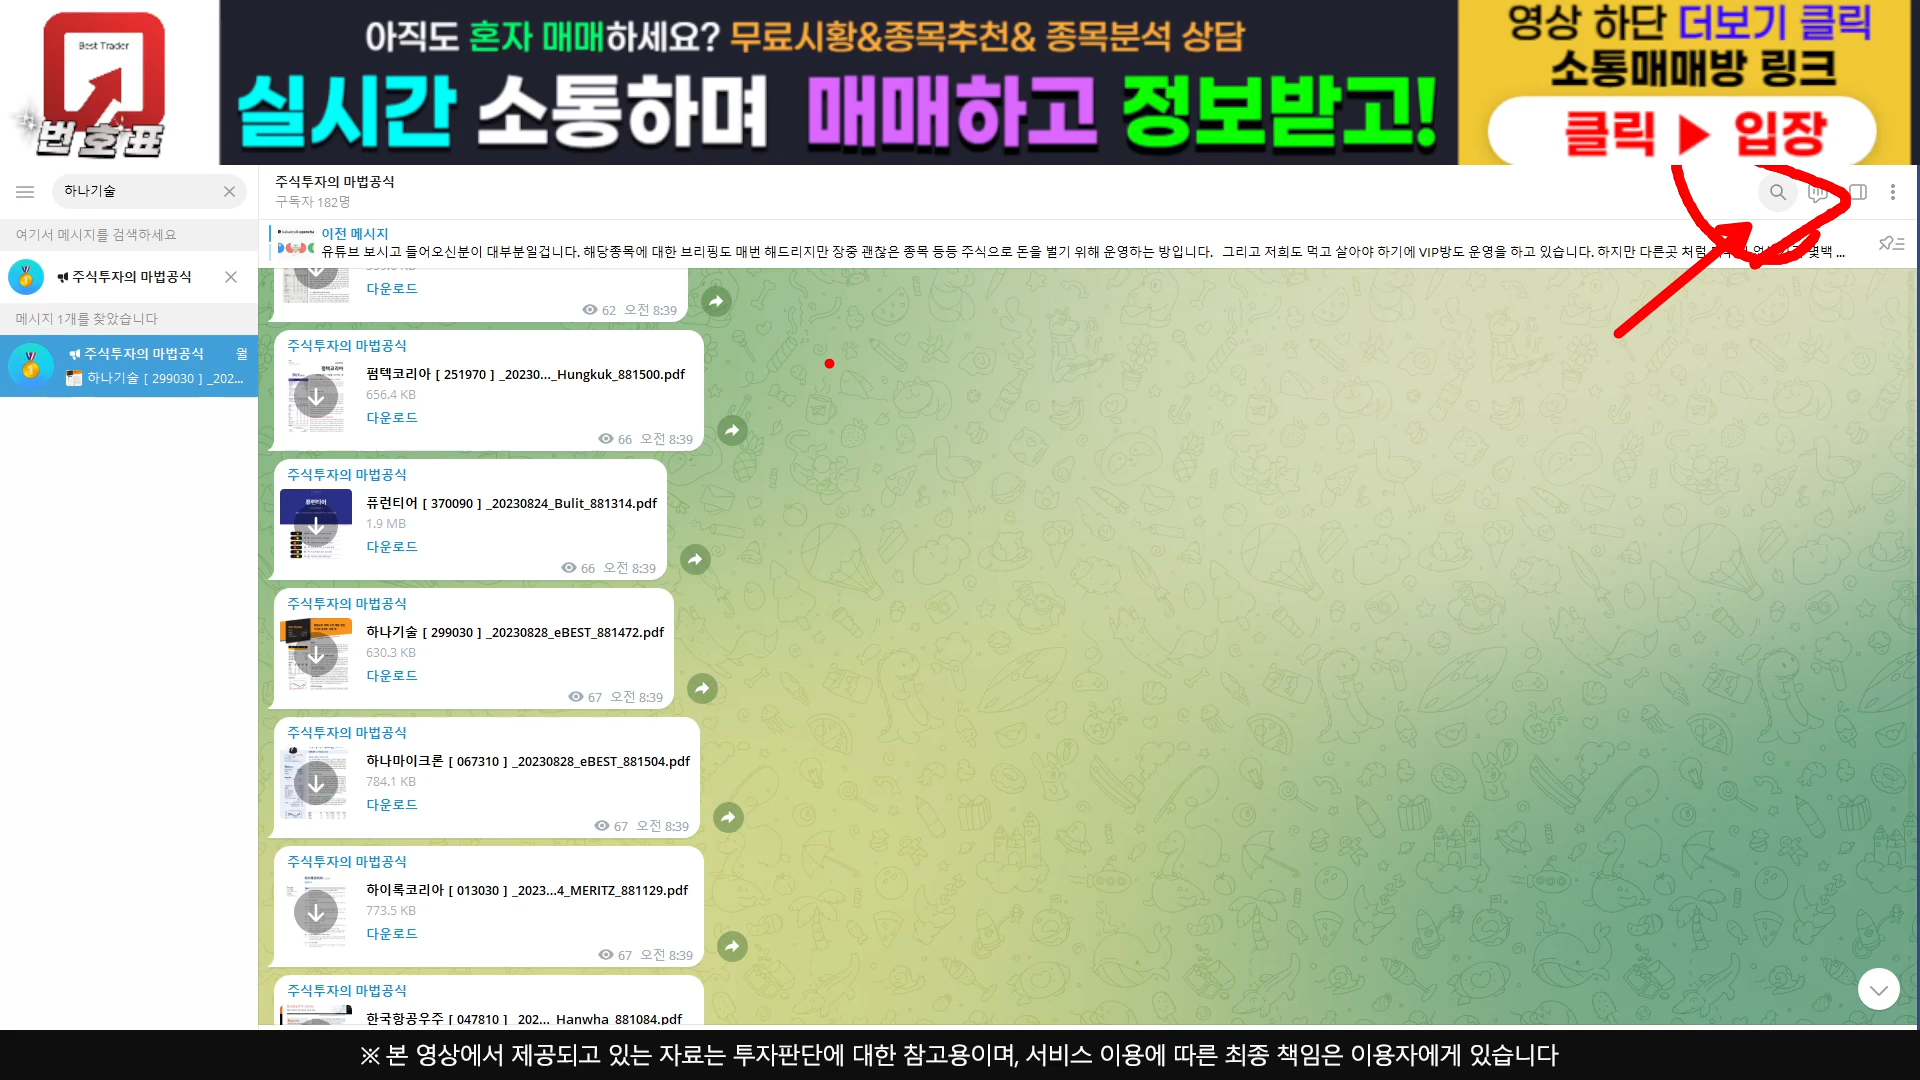 Best Trader
번호표
아직도 혼자 매매하세요? 무료시황&종목추천& 종목분석 상담
실시간 소통하며 매매하고 정보받고!
영상 하단 더보기 클릭
소통매매방 링크
클릭 ▶ 입장
하나기술
여기서 메시지를 검색하세요
주식투자의 마법공식
메시지 1개를 찾았습니다
주식투자의 마법공식 월
하나기술 [ 299030 ] _202...
주식투자의 마법공식
구독자 182명
이전 메시지
유튜브 보시고 들어오신분이 대부분일겁니다. 해당종목에 대한 브리핑도 매번 해드리지만 장중 괜찮은 종목 등등 주식으로 돈을 벌기 위해 운영하는 방입니다. 그리고 저희도 먹고 살아야 하기에 VIP방도 운영을 하고 있습니다. 하지만 다른곳 처럼 몇백 ...
다운로드
62 오전 8:39
주식투자의 마법공식
펌텍코리아 [ 251970 ] _20230..._Hungkuk_881500.pdf
656.4 KB
다운로드
66 오전 8:39
주식투자의 마법공식
퓨런티어
퓨런티어 [ 370090 ] _20230824_Bulit_881314.pdf
1.9 MB
다운로드
66 오전 8:39
주식투자의 마법공식
하나기술 [ 299030 ] _20230828_eBEST_881472.pdf
630.3 KB
다운로드
67 오전 8:39
주식투자의 마법공식
하나마이크론 [ 067310 ] _20230828_eBEST_881504.pdf
784.1 KB
다운로드
67 오전 8:39
주식투자의 마법공식
하이록코리아 [ 013030 ] _2023...4_MERITZ_881129.pdf
773.5 KB
다운로드
67 오전 8:39
주식투자의 마법공식
한국항공우주 [ 047810 ] _202..._Hanwha_881084.pdf
※ 본 영상에서 제공되고 있는 자료는 투자판단에 대한 참고용이며, 서비스 이용에 따른 최종 책임은 이용자에게 있습니다